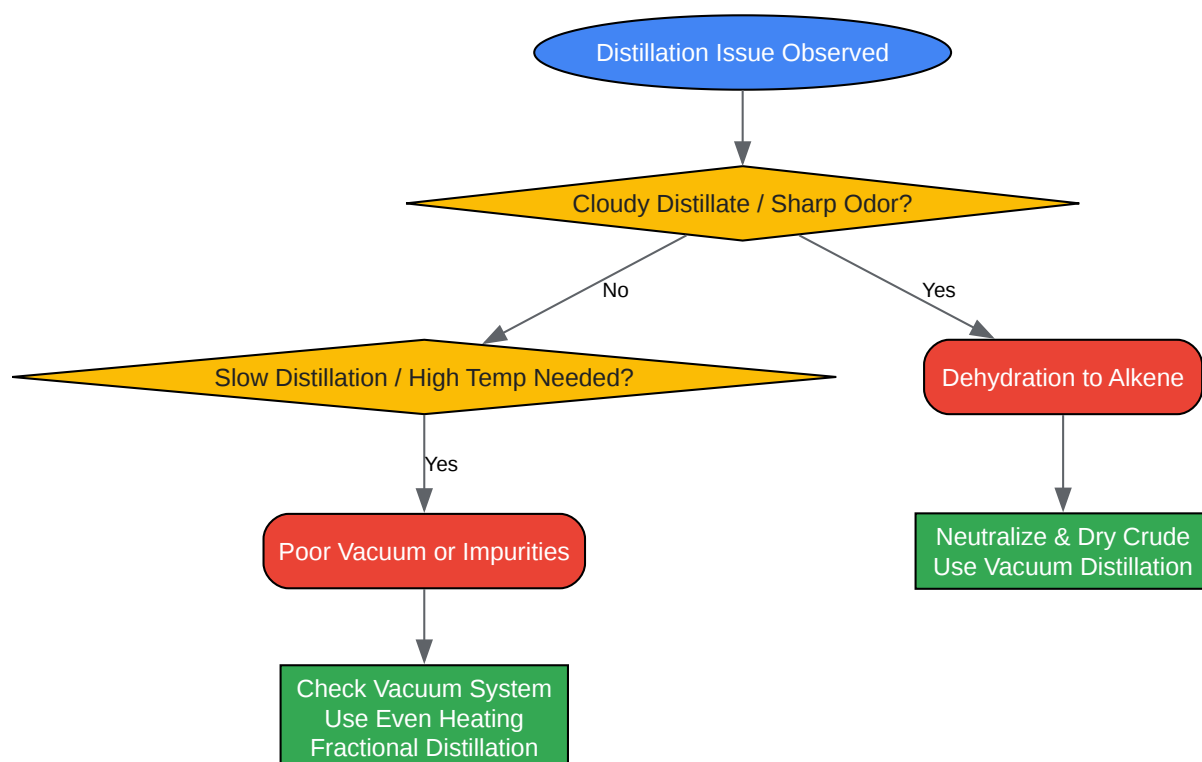 Distillation Issue Observed
Cloudy Distillate / Sharp Odor?
No
Yes
Slow Distillation / High Temp Needed?
Dehydration to Alkene
Yes
Poor Vacuum or Impurities
Neutralize & Dry Crude
Use Vacuum Distillation
Check Vacuum System
Use Even Heating
Fractional Distillation